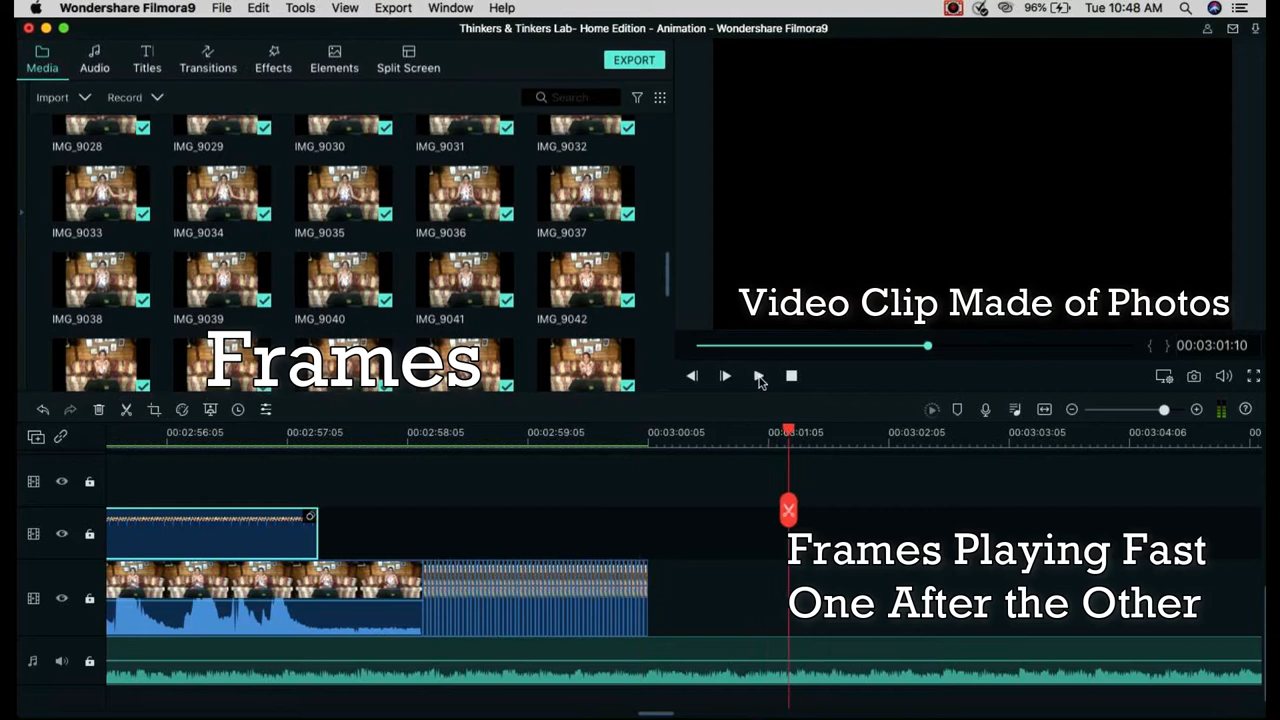 Wondershare Filmora9 File Edit Tools View Export Window Help 96% Tue 10:48 AM
Thinkers & Tinkers Lab- Home Edition - Animation - Wondershare Filmora9
Media Audio Titles Transitions Effects Elements Split Screen EXPORT
Import Record Search
IMG_9028 IMG_9029 IMG_9030 IMG_9031 IMG_9032
IMG_9033 IMG_9034 IMG_9035 IMG_9036 IMG_9037
IMG_9038 IMG_9039 IMG_9040 IMG_9041 IMG_9042
Frames
Video Clip Made of Photos
00:03:01:10
00:02:56:05 00:02:57:05 00:02:58:05 00:02:59:05 00:03:00:05 00:03:01:05 00:03:02:05 00:03:03:05 00:03:04:06 00
Frames Playing Fast
One After the Other